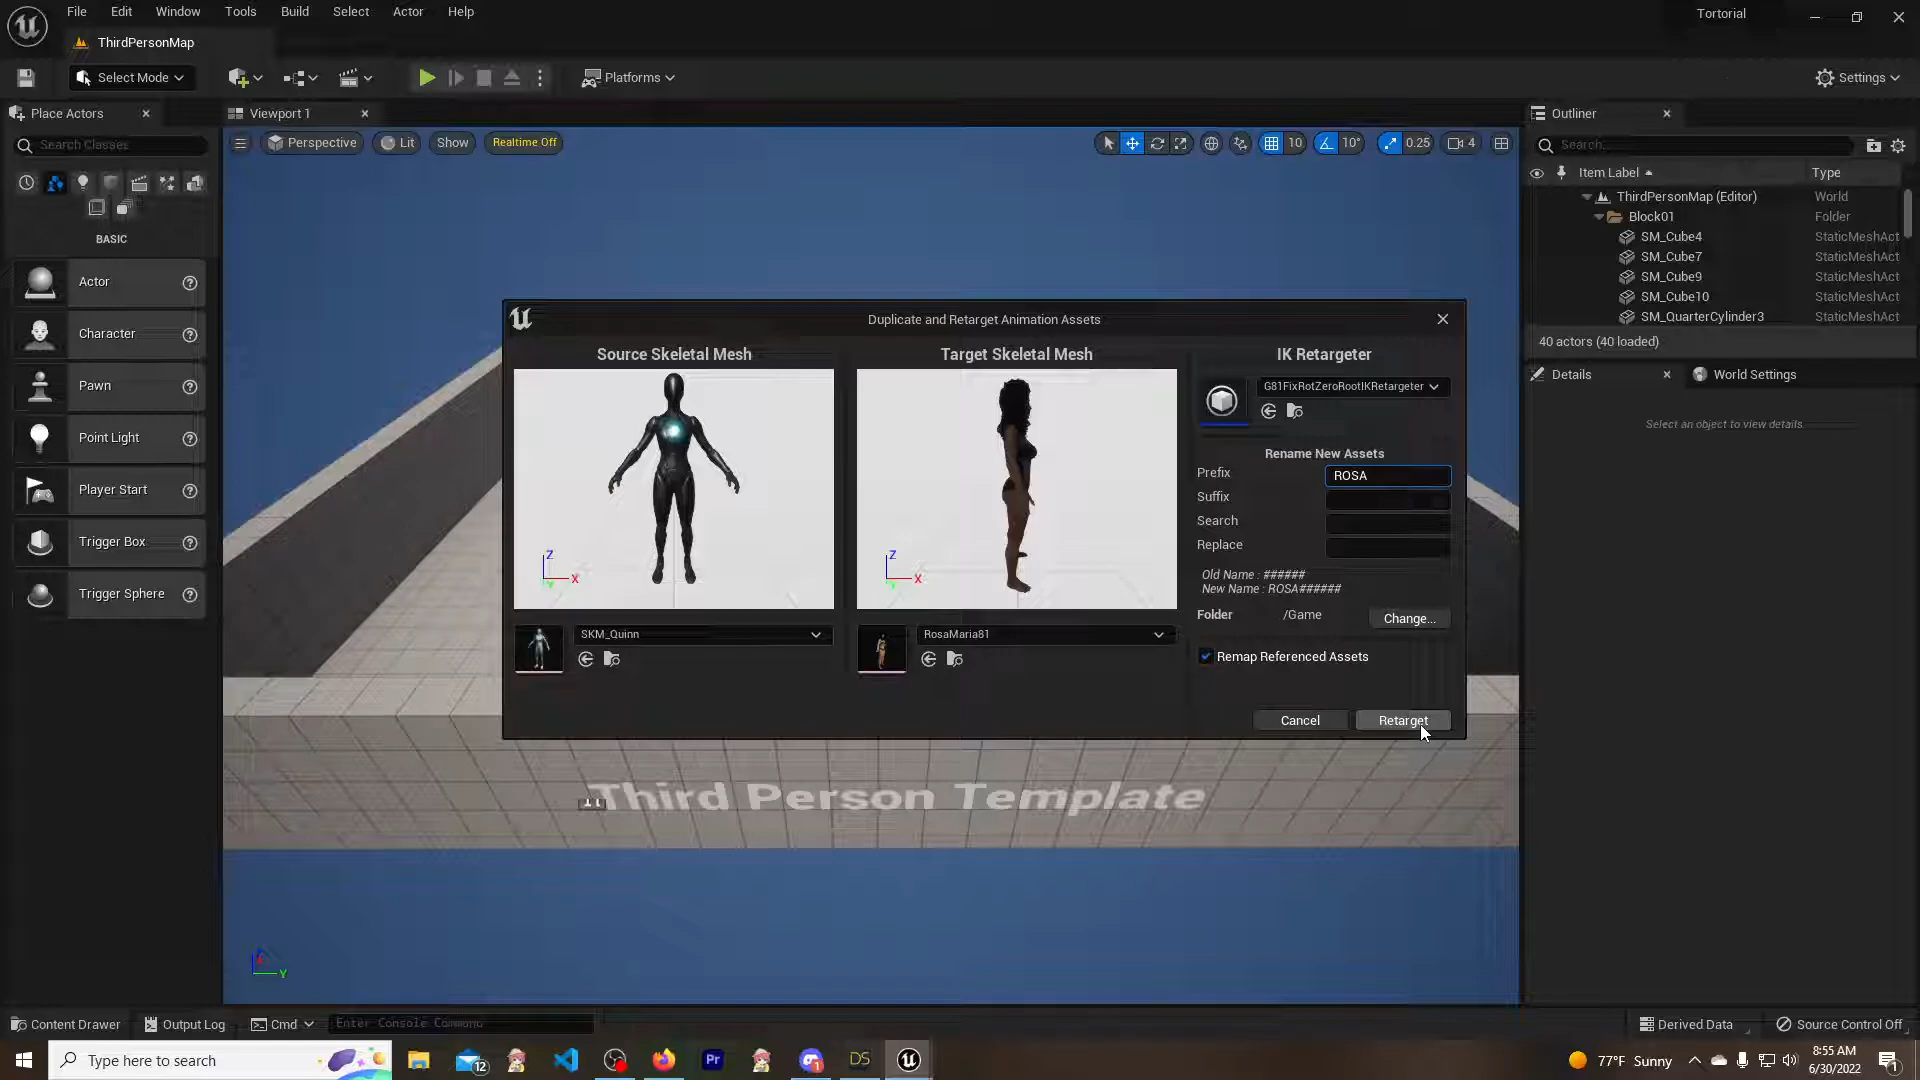 File Edit Window Tools Build Select Actor Help
Tortorial
ThirdPersonMap
Select Mode
Platforms
Settings
Place Actors
Viewport 1
Outliner
Search Classes
Perspective Lit Show Realtime Off
10 10° 0.25 4
Search...
Item Label Type
ThirdPersonMap (Editor) World
Block01 Folder
SM_Cube4 StaticMeshAct
SM_Cube7 StaticMeshAct
SM_Cube9 StaticMeshAct
SM_Cube10 StaticMeshAct
SM_QuarterCylinder3 StaticMeshAct
40 actors (40 loaded)
Details
World Settings
Select an object to view details.
BASIC
Actor
Character
Pawn
Point Light
Player Start
Trigger Box
Trigger Sphere
Duplicate and Retarget Animation Assets
Source Skeletal Mesh
Target Skeletal Mesh
IK Retargeter
G81FixRotZeroRootIKRetargeter
Rename New Assets
Prefix ROSA
Suffix
Search
Replace
Old Name : ######
New Name : ROSA######
Folder /Game Change...
Z
X
Y
Z
X
Y
SKM_Quinn
RosaMaria81
Remap Referenced Assets
Cancel Retarget
Third Person Template
Y
Content Drawer Output Log Cmd Enter Console Command
Derived Data Source Control Off
Type here to search
12
Pr
1
DS
77°F Sunny
8:55 AM
6/30/2022
1